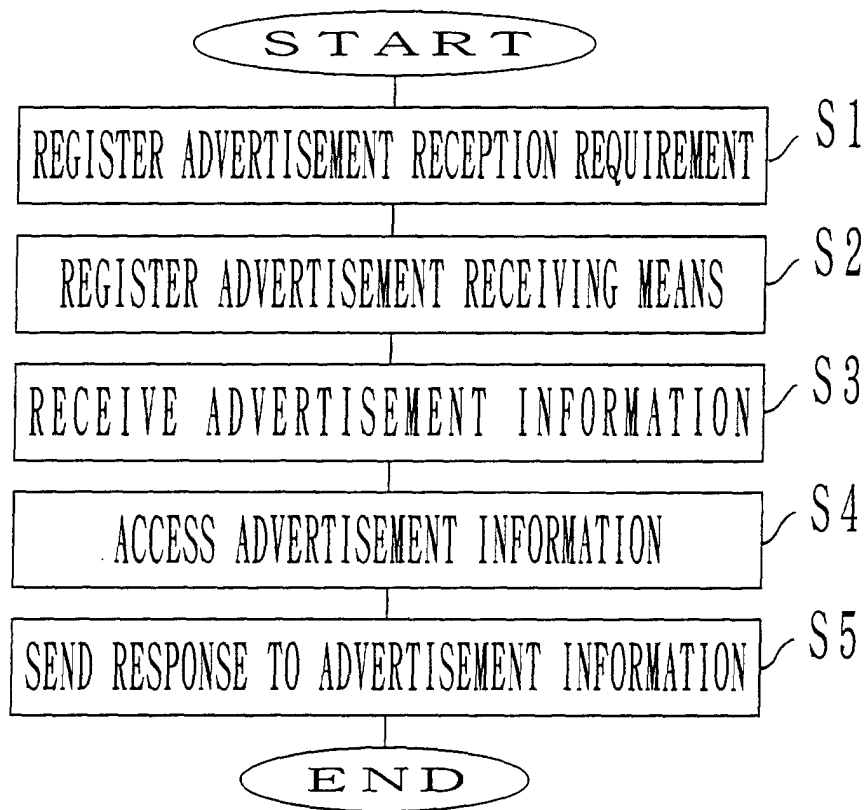 START
REGISTER ADVERTISEMENT RECEPTION REQUIREMENT
S1
REGISTER ADVERTISEMENT RECEIVING MEANS
S2
RECEIVE ADVERTISEMENT INFORMATION
S3
ACCESS ADVERTISEMENT INFORMATION
S4
SEND RESPONSE TO ADVERTISEMENT INFORMATION
S5
END